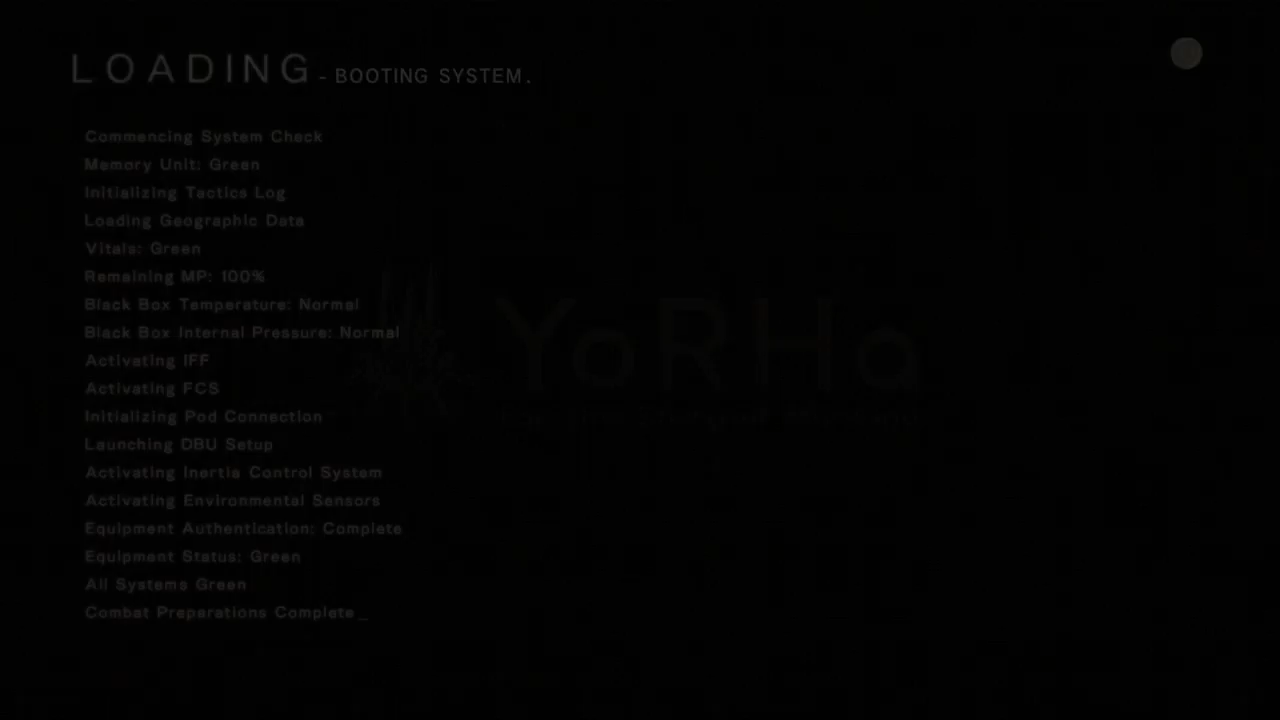 LOADING - BOOTING SYSTEM.
Commencing System Check
Memory Unit: Green
Initializing Tactics Log
Loading Geographic Data
Vitals: Green
Remaining MP: 100%
Black Box Temperature: Normal
Black Box Internal Pressure: Normal
Activating IFF
Activating FCS
Initializing Pod Connection
Launching DBU Setup
Activating Inertia Control System
Activating Environmental Sensors
Equipment Authentication: Complete
Equipment Status: Green
All Systems Green
Combat Preparations Complete_
YoRHa